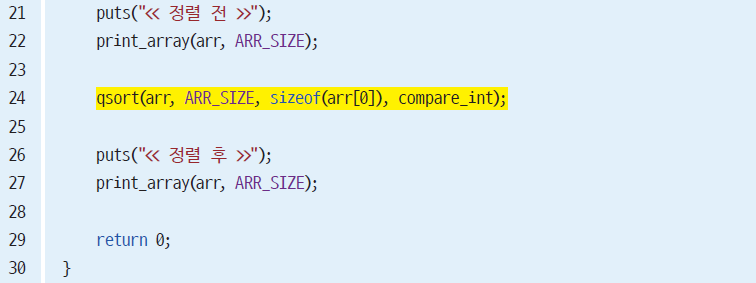 21 puts("<< 정렬 전 >>");
22 print_array(arr, ARR_SIZE);
23
24 qsort(arr, ARR_SIZE, sizeof(arr[0]), compare_int);
25
26 puts("<< 정렬 후 >>");
27 print_array(arr, ARR_SIZE);
28
29 return 0;
30 }